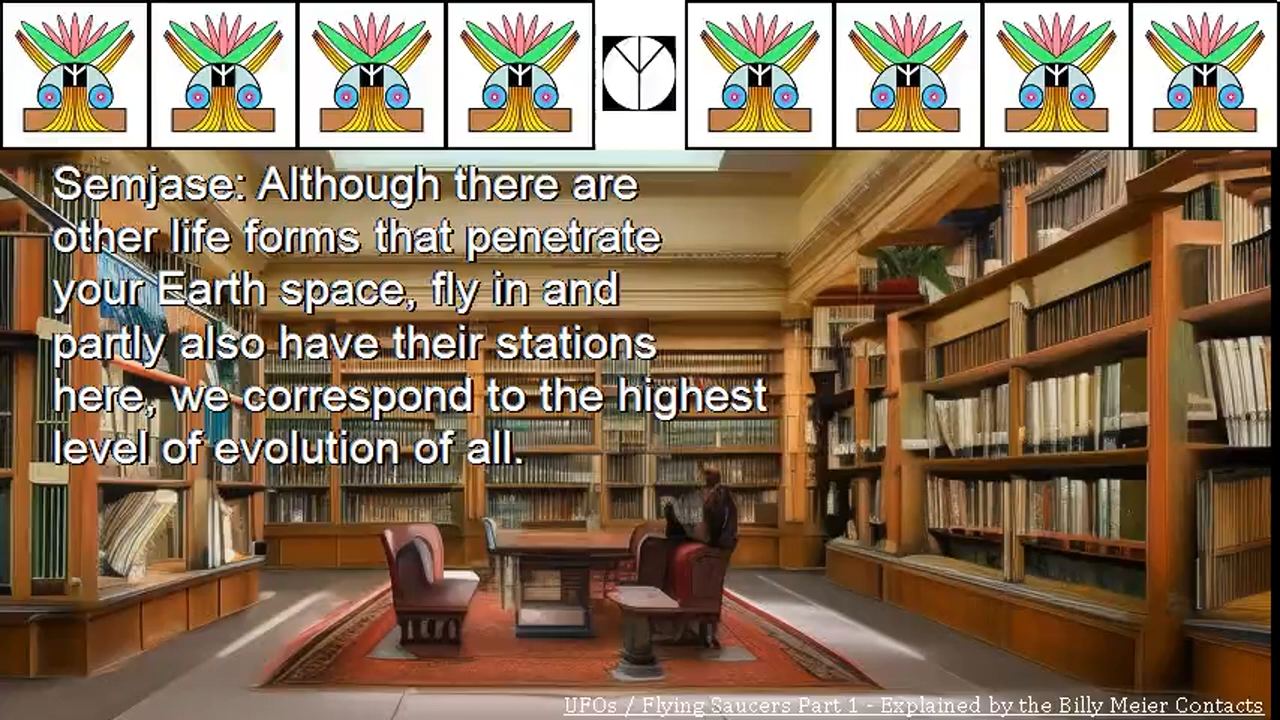 Semjase: Although there are
other life forms that penetrate
your Earth space, fly in and
partly also have their stations
here, we correspond to the highest
level of evolution of all.
UFOs / Flying Saucers Part 1 - Explained by the Billy Meier Contacts